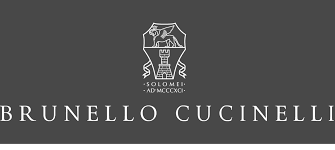 · SOLOMEI ·
· AD·MCCCXCI ·
BRUNELLO CUCINELLI